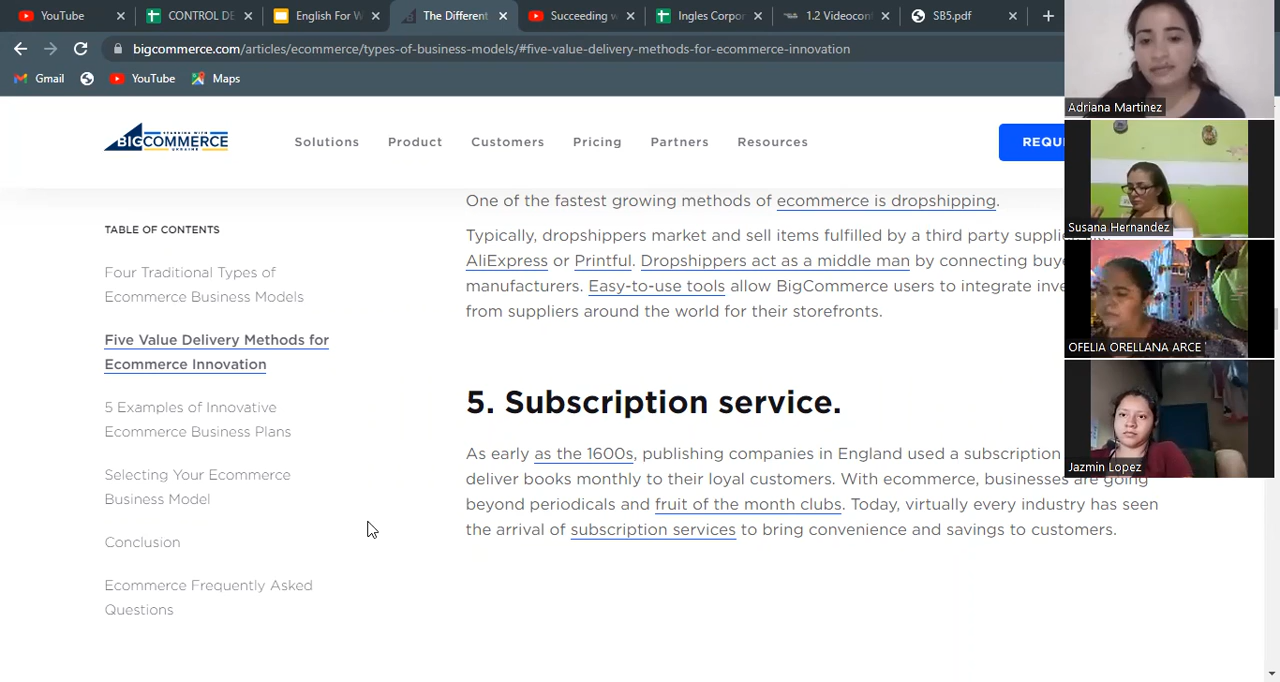 YouTube
CONTROL DE
English For W
The Different
Succeeding w
Ingles Corpor
1.2 Videocont
SB5.pdf
bigcommerce.com/articles/ecommerce/types-of-business-models/#five-value-delivery-methods-for-ecommerce-innovation
Gmail
YouTube
Maps
BIGCOMMERCE
Solutions
Product
Customers
Pricing
Partners
Resources
REQU
TABLE OF CONTENTS
Four Traditional Types of
Ecommerce Business Models
Five Value Delivery Methods for
Ecommerce Innovation
5 Examples of Innovative
Ecommerce Business Plans
Selecting Your Ecommerce
Business Model
Conclusion
Ecommerce Frequently Asked
Questions
One of the fastest growing methods of ecommerce is dropshipping.
Typically, dropshippers market and sell items fulfilled by a third party
AliExpress or Printful. Dropshippers act as a middle man by connecting
manufacturers. Easy-to-use tools allow BigCommerce users to integrate
from suppliers around the world for their storefronts.
5. Subscription service.
As early as the 1600s, publishing companies in England used a subscription
deliver books monthly to their loyal customers. With ecommerce, businesses are going
beyond periodicals and fruit of the month clubs. Today, virtually every industry has seen
the arrival of subscription services to bring convenience and savings to customers.
Adriana Martinez
Susana Hernandez
OFELIA ORELLANA ARCE
Jazmin Lopez